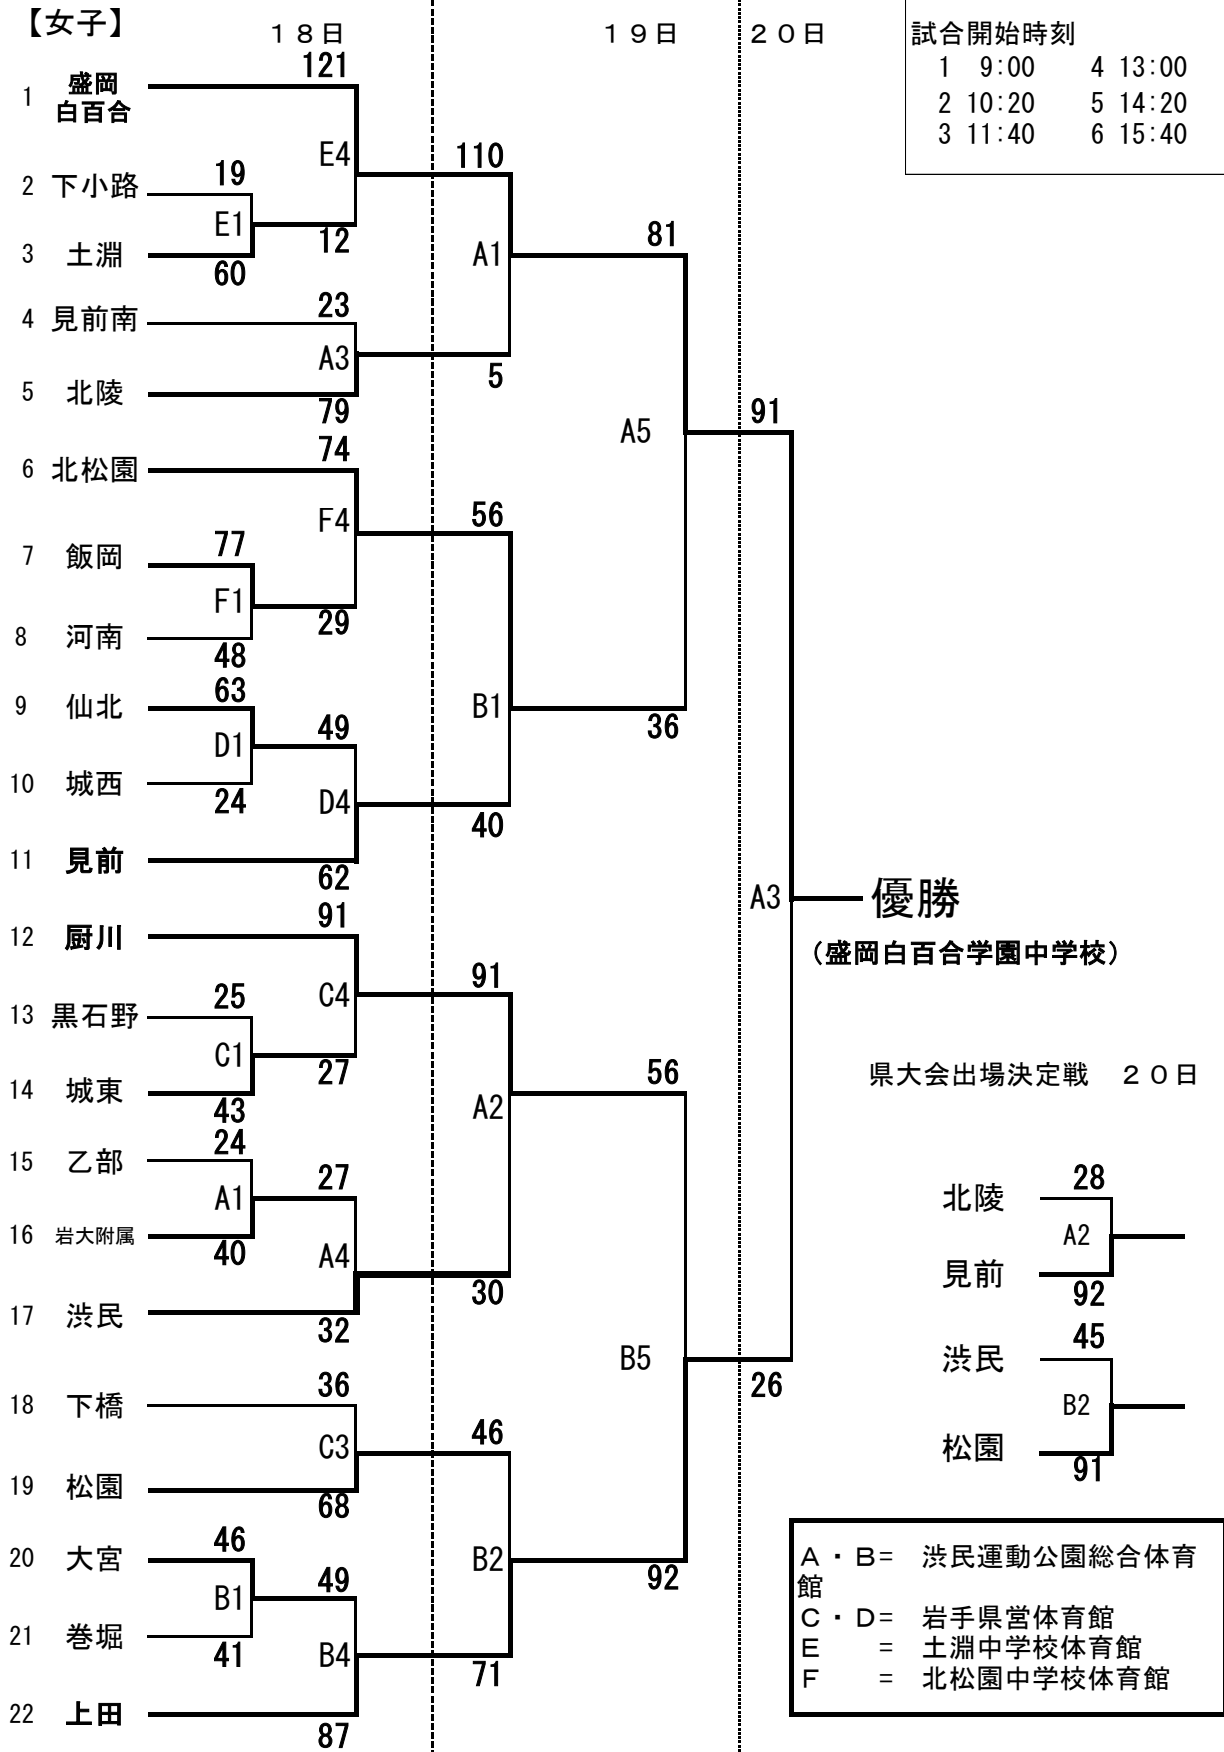 【女子】
１８日
１９日
２０日
試合開始時刻
1 9:00 4 13:00
2 10:20 5 14:20
3 11:40 6 15:40
121
1 盛岡
白百合
E4
110
2 下小路
19
E1
12
3 土淵
60
A1
81
4 見前南
23
A3
5
5 北陵
79
A5
91
6 北松園
74
F4
56
7 飯岡
77
F1
29
8 河南
48
9 仙北
63
B1
36
D1
49
10 城西
24
D4
40
11 見前
62
A3
優勝
（盛岡白百合学園中学校）
12 厨川
91
C4
91
13 黒石野
25
C1
27
14 城東
43
A2
56
15 乙部
24
A1
27
16 岩大附属
40
A4
30
17 渋民
32
B5
26
18 下橋
36
C3
46
19 松園
68
20 大宮
46
B2
92
B1
49
21 巻堀
41
B4
71
22 上田
87
県大会出場決定戦　２０日
北陵
28
A2
見前
92
渋民
45
B2
松園
91
Ａ・Ｂ=　渋民運動公園総合体育
館
Ｃ・Ｄ=　岩手県営体育館
Ｅ　　=　土淵中学校体育館
Ｆ　　=　北松園中学校体育館